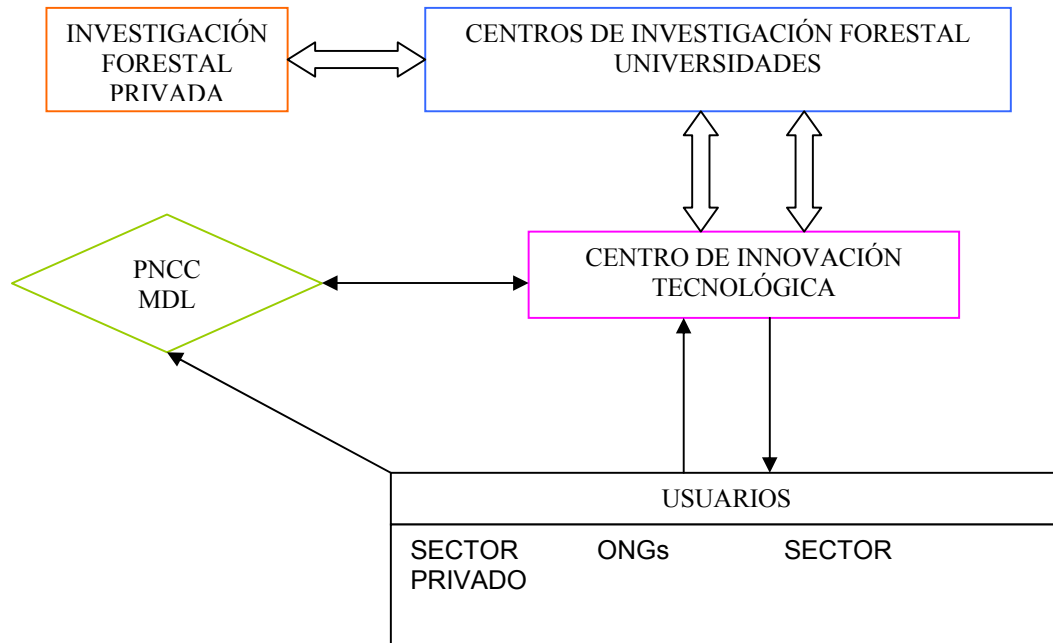 INVESTIGACIÓN
FORESTAL
PRIVADA
CENTROS DE INVESTIGACIÓN FORESTAL
UNIVERSIDADES
PNCC
MDL
CENTRO DE INNOVACIÓN
TECNOLÓGICA
USUARIOS
SECTOR ONGs SECTOR
PRIVADO